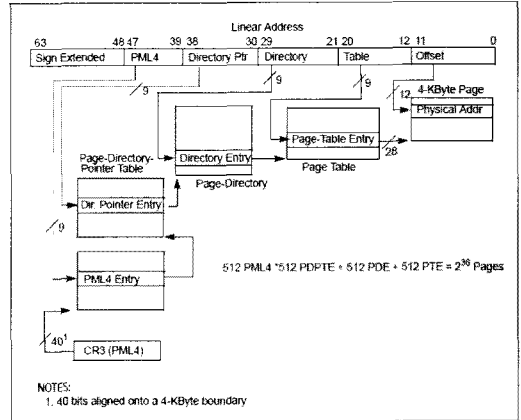 Linear Address
63 48 47 39 38 30 29 21 20 12 11 0
Sign Extended PML4 Directory Ptr Directory Table Offset
9 9 9 12 4-KByte Page
Physical Addr
Page-Table Entry
28
Directory Entry
Page Table
Page-Directory-
Pointer Table
Page-Directory
Dir. Pointer Entry
9
PML4 Entry
512 PML4 *512 PDPTE * 512 PDE * 512 PTE = 2³⁶ Pages
40¹
CR3 (PML4)
NOTES:
1. 40 bits aligned onto a 4-KByte boundary